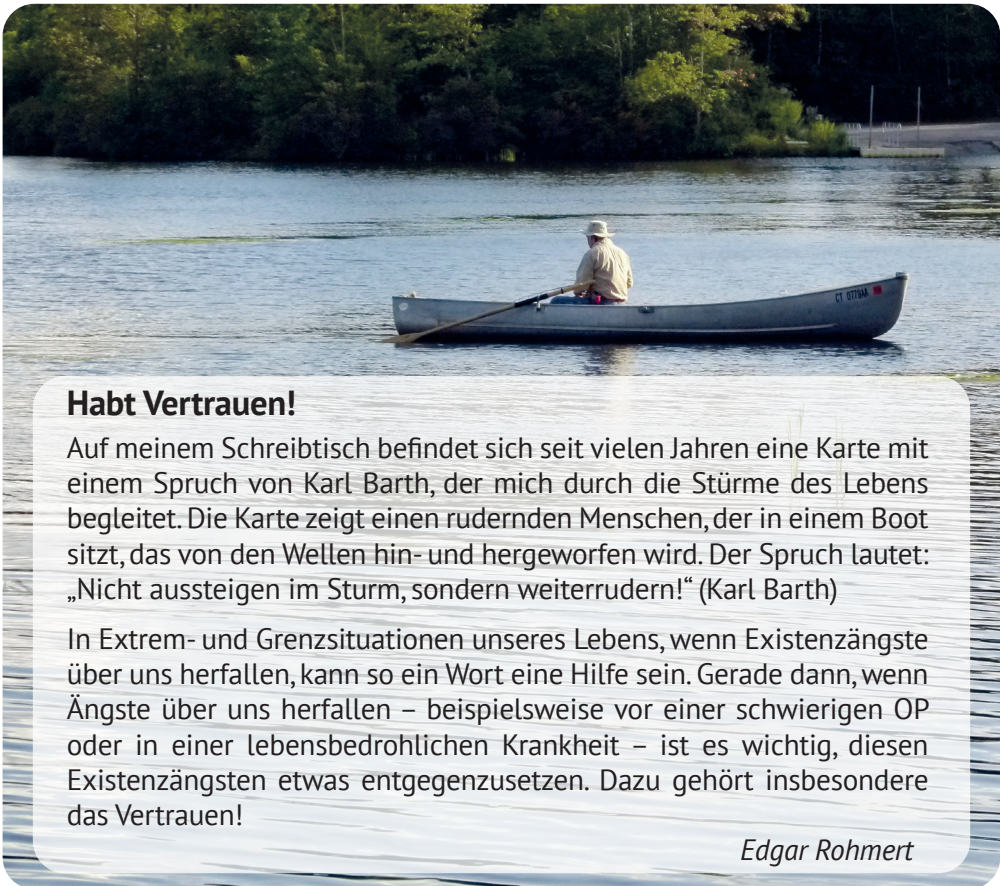 CT 0778AA
Habt Vertrauen!
Auf meinem Schreibtisch befindet sich seit vielen Jahren eine Karte mit
einem Spruch von Karl Barth, der mich durch die Stürme des Lebens
begleitet. Die Karte zeigt einen rudernden Menschen, der in einem Boot
sitzt, das von den Wellen hin- und hergeworfen wird. Der Spruch lautet:
„Nicht aussteigen im Sturm, sondern weiterrudern!“ (Karl Barth)
In Extrem- und Grenzsituationen unseres Lebens, wenn Existenzängste
über uns herfallen, kann so ein Wort eine Hilfe sein. Gerade dann, wenn
Ängste über uns herfallen – beispielsweise vor einer schwierigen OP
oder in einer lebensbedrohlichen Krankheit – ist es wichtig, diesen
Existenzängsten etwas entgegenzusetzen. Dazu gehört insbesondere
das Vertrauen!
Edgar Rohmert